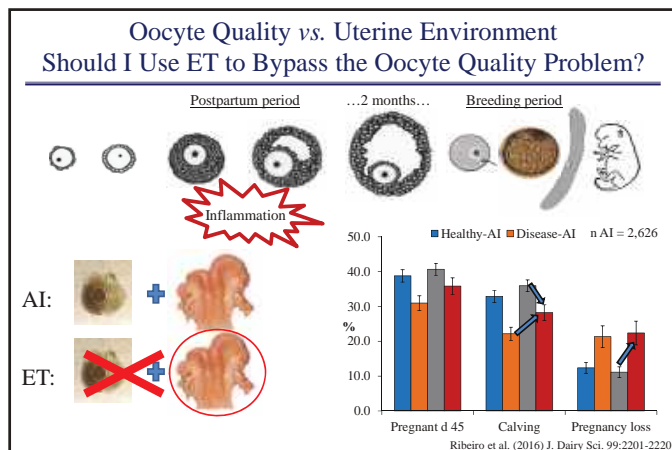 Oocyte Quality vs. Uterine Environment
Should I Use ET to Bypass the Oocyte Quality Problem?
Postpartum period
…2 months…
Breeding period
Inflammation
AI:
ET:
Healthy-AI
Disease-AI
n AI = 2,626
50.0
40.0
30.0
%
20.0
10.0
0.0
Pregnant d 45
Calving
Pregnancy loss
Ribeiro et al. (2016) J. Dairy Sci. 99:2201-2220